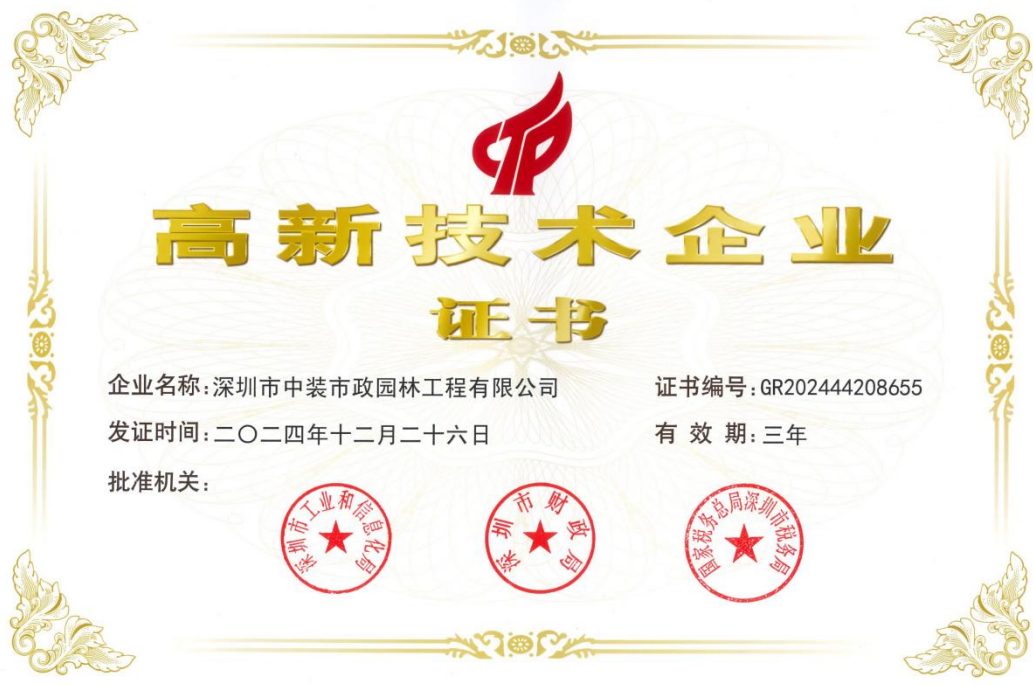 高新技术企业
证书
企业名称:深圳市中装市政园林工程有限公司
证书编号:GR202444208655
发证时间:二〇二四年十二月二十六日
有 效 期:三年
批准机关:
深圳市工业和信息化局
深圳市财政局
国家税务总局深圳市税务局